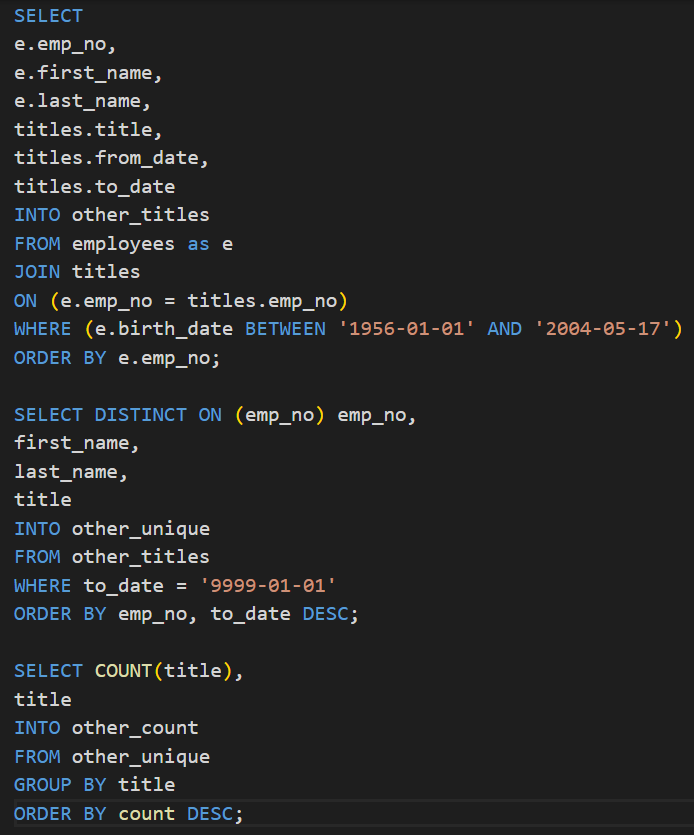 SELECT
e.emp_no,
e.first_name,
e.last_name,
titles.title,
titles.from_date,
titles.to_date
INTO other_titles
FROM employees as e
JOIN titles
ON (e.emp_no = titles.emp_no)
WHERE (e.birth_date BETWEEN '1956-01-01' AND '2004-05-17')
ORDER BY e.emp_no;

SELECT DISTINCT ON (emp_no) emp_no,
first_name,
last_name,
title
INTO other_unique
FROM other_titles
WHERE to_date = '9999-01-01'
ORDER BY emp_no, to_date DESC;

SELECT COUNT(title),
title
INTO other_count
FROM other_unique
GROUP BY title
ORDER BY count DESC;